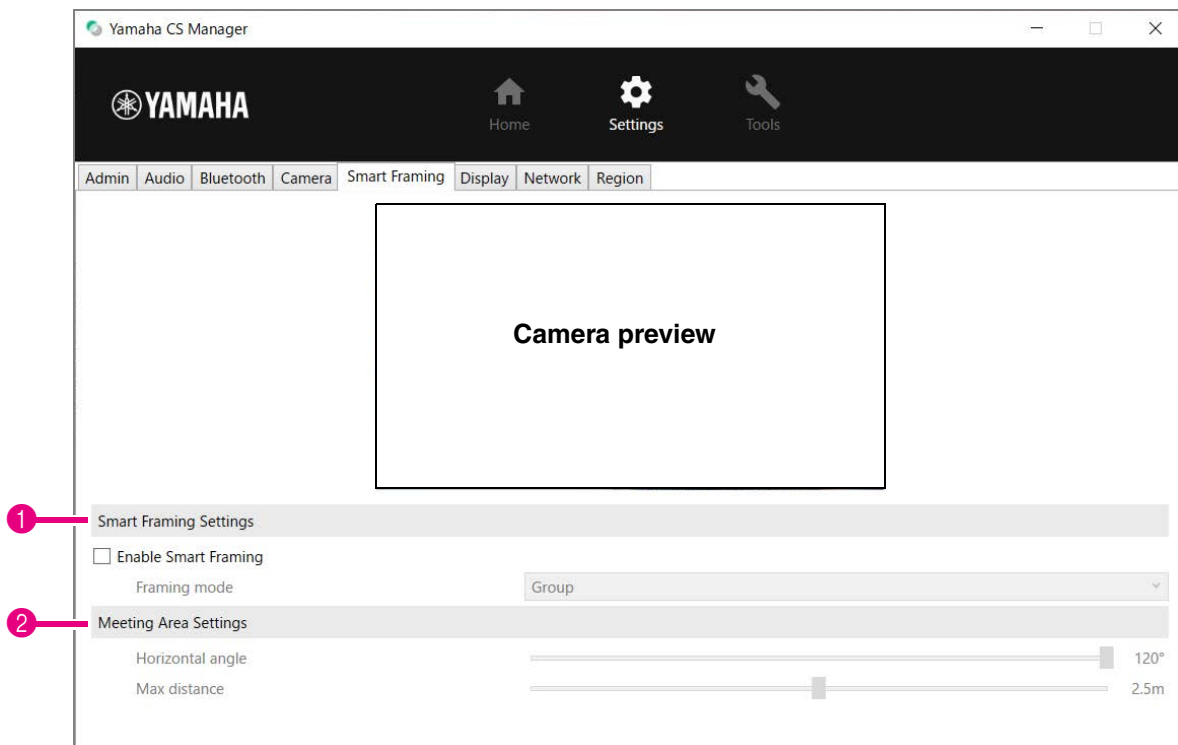 Yamaha CS Manager
YAMAHA
Home
Settings
Tools
Admin Audio Bluetooth Camera Smart Framing Display Network Region
Camera preview
1
Smart Framing Settings
Enable Smart Framing
Framing mode Group
2
Meeting Area Settings
Horizontal angle 120°
Max distance 2.5m